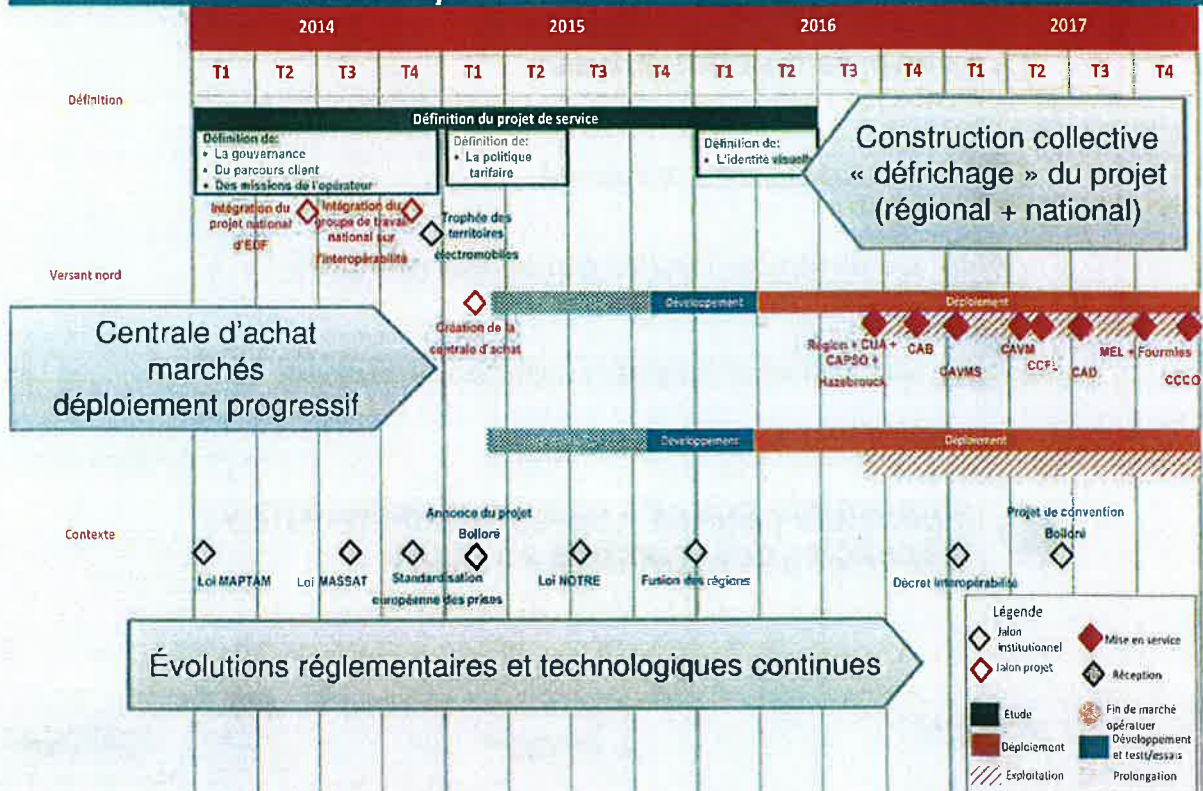 2014
2015
2016
2017
T1 T2 T3 T4 T1 T2 T3 T4 T1 T2 T3 T4 T1 T2 T3 T4
Définition
Définition du projet de service
Définition de:
• La gouvernance
• Du parcours client
• Des missions de l'opérateur
Définition de:
• La politique
tarifaire
Définition de:
• L'identité visuelle
Construction collective
« défrichage » du projet
(régional + national)
Intégration du
projet national
d'EDF
Intégration du
groupe de travail
national sur
l'interopérabilité
Trophée des
territoires
électromobiles
Versant nord
Centrale d'achat
marchés
déploiement progressif
Création de la
centrale d'achat
Développement
Déploiement
Région + CUA +
CAPSO +
Hazebrouck
CAB
CAVMS
CAVM
CCFL
CAD
MEL + Fourmies
CCCO
Développement
Déploiement
Contexte
Loi MAPTAM
Loi MASSAT
Standardisation
européenne des prises
Annonce du projet
Bolloré
Loi NOTRE
Fusion des régions
Décret interopérabilité
Projet de convention
Bolloré
Évolutions réglementaires et technologiques continues
Légende
Jalon
institutionnel
Jalon projet
Mise en service
Réception
Etude
Fin de marché
opératuer
Déploiement
Développement
et tests/essais
Exploitation
Prolongation